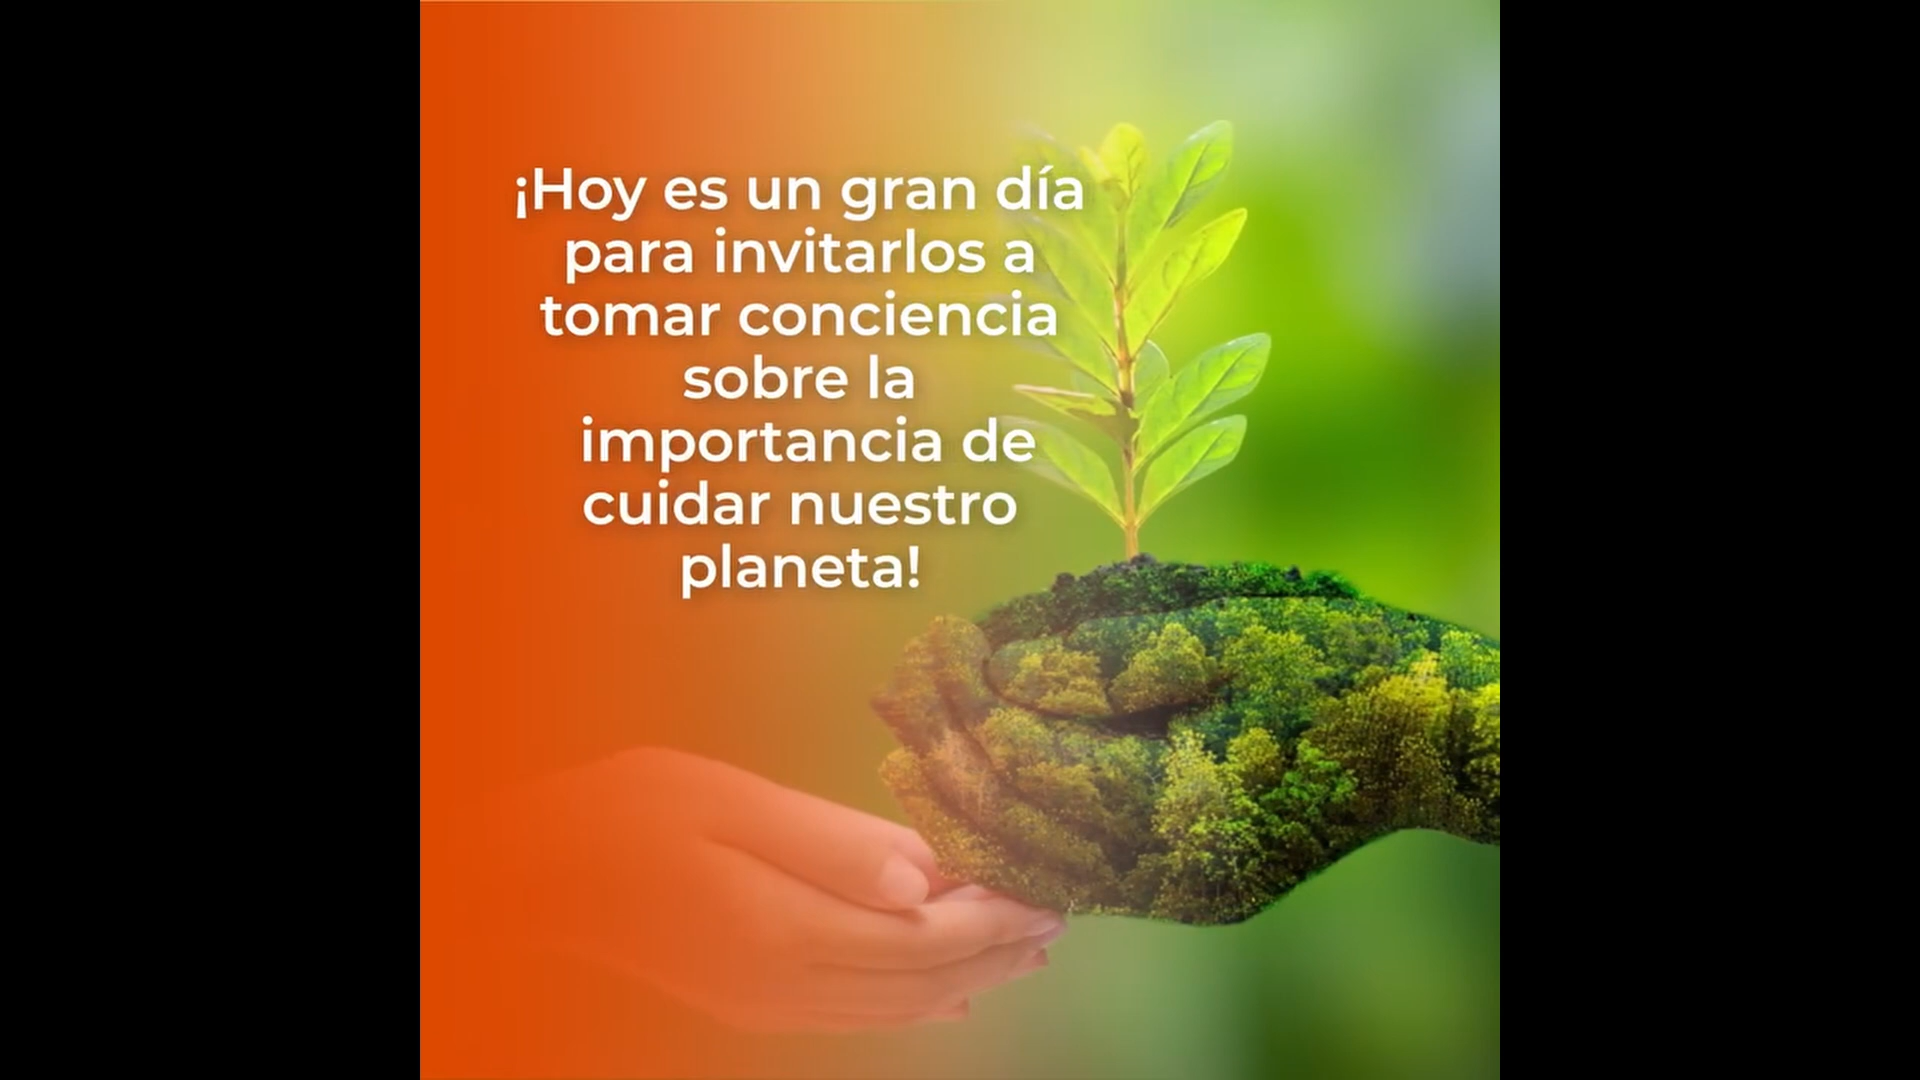 ¡Hoy es un gran día
para invitarlos a
tomar conciencia
sobre la
importancia de
cuidar nuestro
planeta!